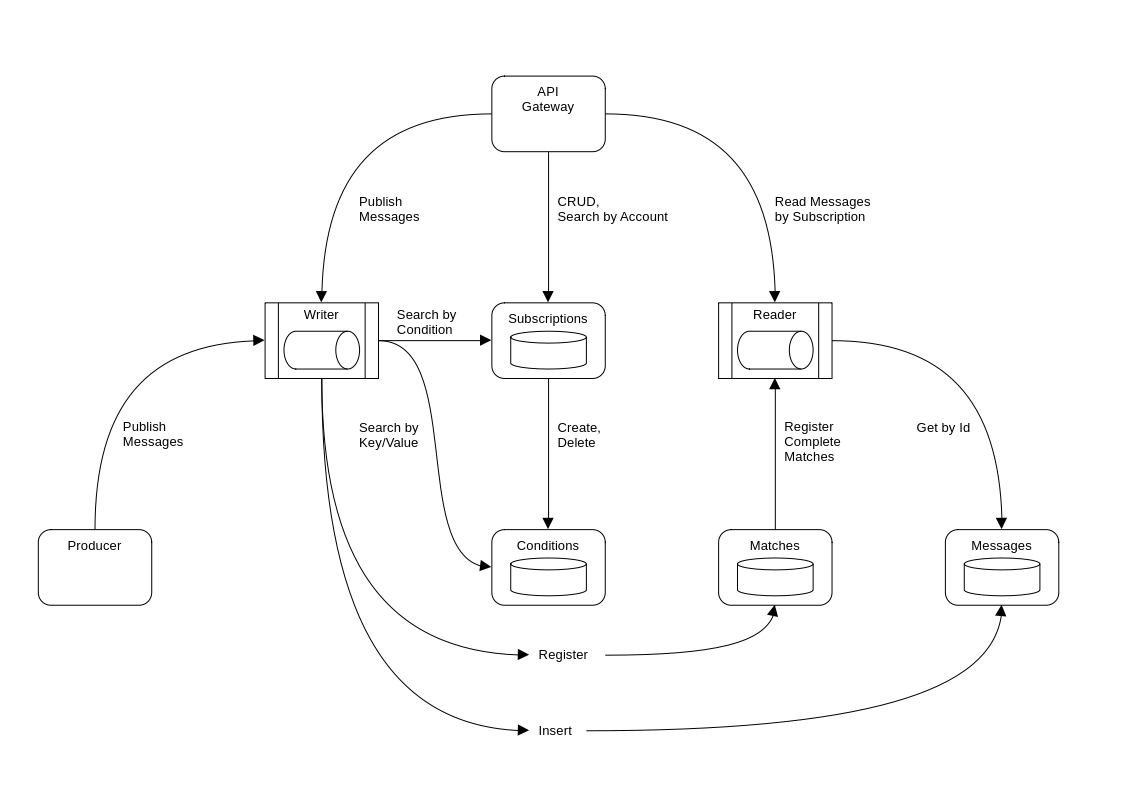 API
Gateway
Publish
Messages
CRUD,
Search by Account
Read Messages
by Subscription
Writer
Search by
Condition
Subscriptions
Reader
Publish
Messages
Search by
Key/Value
Create,
Delete
Register
Complete
Matches
Get by Id
Producer
Conditions
Matches
Messages
Register
Insert